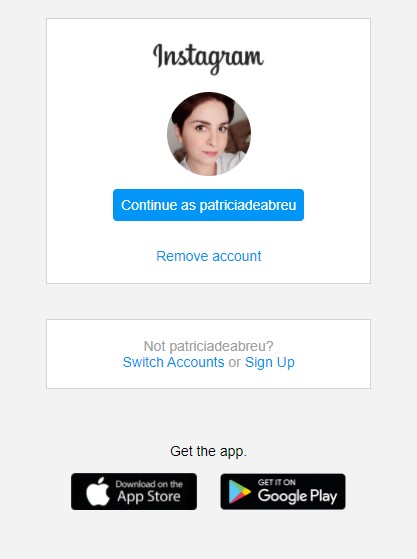 Instagram
Continue as patriciadeabreu
Remove account
Not patriciadeabreu?
Switch Accounts or Sign Up
Get the app.
Download on the
App Store
GET IT ON
Google Play